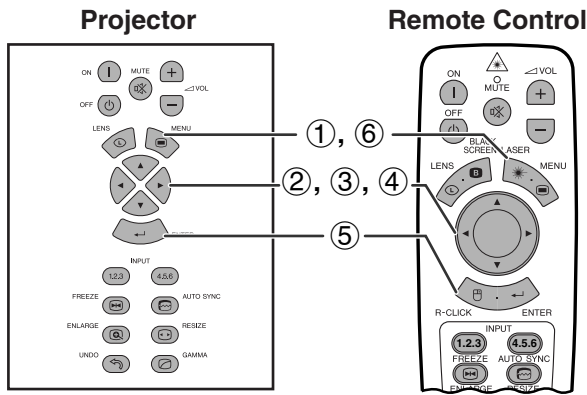 Projector
ON
MUTE
VOL
OFF
LENS
MENU
ENTER
INPUT
1.2.3
4.5.6
FREEZE
AUTO SYNC
ENLARGE
RESIZE
UNDO
GAMMA
①, ⑥
②, ③, ④
⑤
Remote Control
ON
MUTE
VOL
OFF
BLACK
SCREEN
LASER
LENS
B
MENU
L
R-CLICK
ENTER
INPUT
1.2.3
4.5.6
FREEZE
AUTO SYNC
ENLARGE
RESIZE